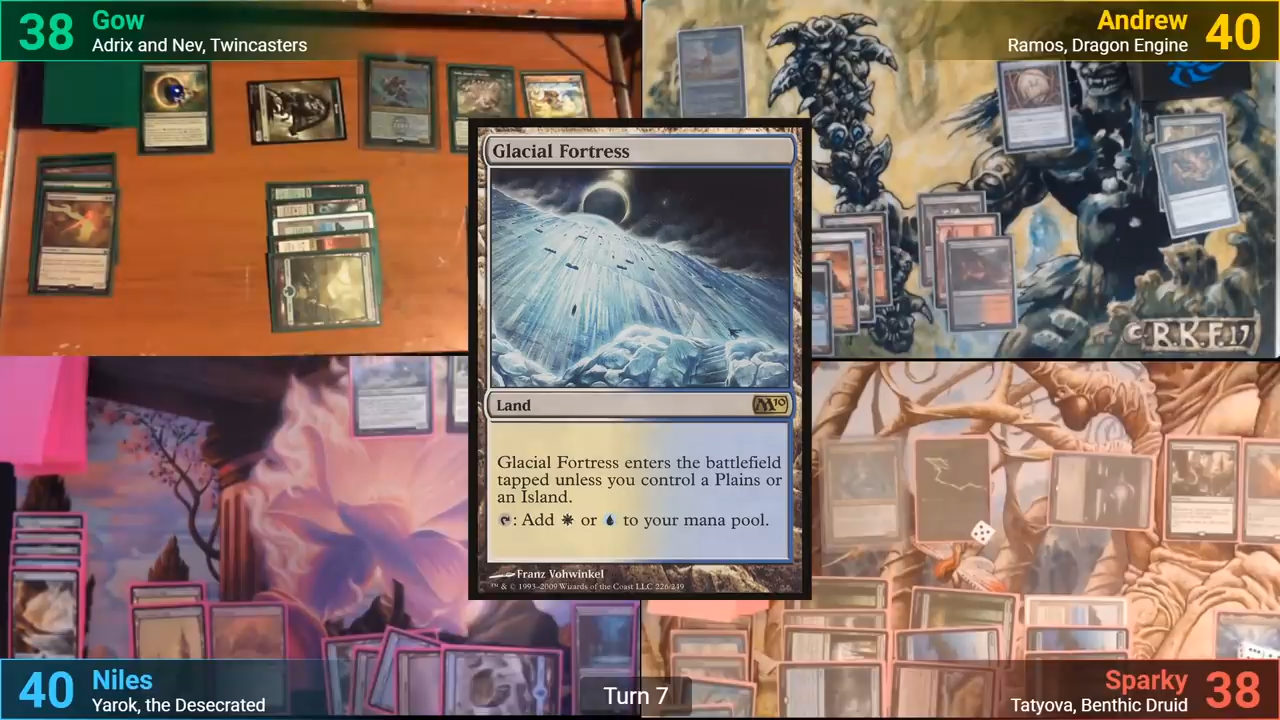 38
Gow
Adrix and Nev, Twincasters
Andrew
Ramos, Dragon Engine
40
Glacial Fortress
Land
M10
Glacial Fortress enters the battlefield
tapped unless you control a Plains or
an Island.
: Add or to your mana pool.
Franz Vohwinkel
™ & © 1993–2009 Wizards of the Coast LLC 226/249
C.R.K.F.17
40
Niles
Yarok, the Desecrated
Turn 7
Sparky
Tatyova, Benthic Druid
38